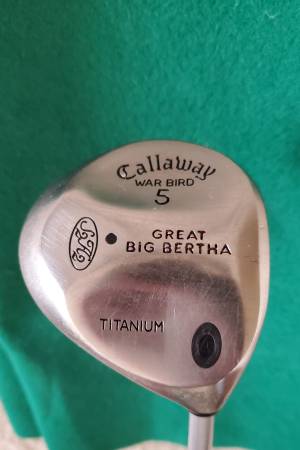 Callaway
WAR BIRD
5
GREAT
BIG BERTHA
TITANIUM